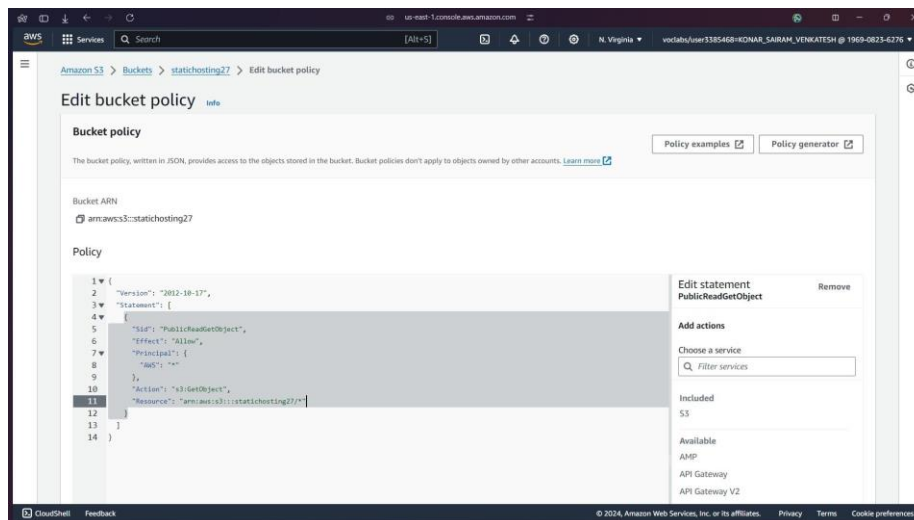 us-east-1.console.aws.amazon.com
aws Services Search [Alt+S] N. Virginia voclabs/user3385468=KONAR_SAIRAM_VENKATESH @ 1969-0823-6276
Amazon S3 > Buckets > statichosting27 > Edit bucket policy
Edit bucket policy Info
Bucket policy
Policy examples Policy generator
The bucket policy, written in JSON, provides access to the objects stored in the bucket. Bucket policies don't apply to objects owned by other accounts. Learn more
Bucket ARN
arn:aws:s3:::statichosting27
Policy
1 {
2 "Version": "2012-10-17",
3 "Statement": [
4 {
5 "Sid": "PublicReadGetObject",
6 "Effect": "Allow",
7 "Principal": {
8 "AWS": "*"
9 },
10 "Action": "s3:GetObject",
11 "Resource": "arn:aws:s3:::statichosting27/*"
12 }
13 ]
14 }
Edit statement Remove
PublicReadGetObject
Add actions
Choose a service
Filter services
Included
S3
Available
AMP
API Gateway
API Gateway V2
CloudShell Feedback © 2024, Amazon Web Services, Inc. or its affiliates. Privacy Terms Cookie preferences